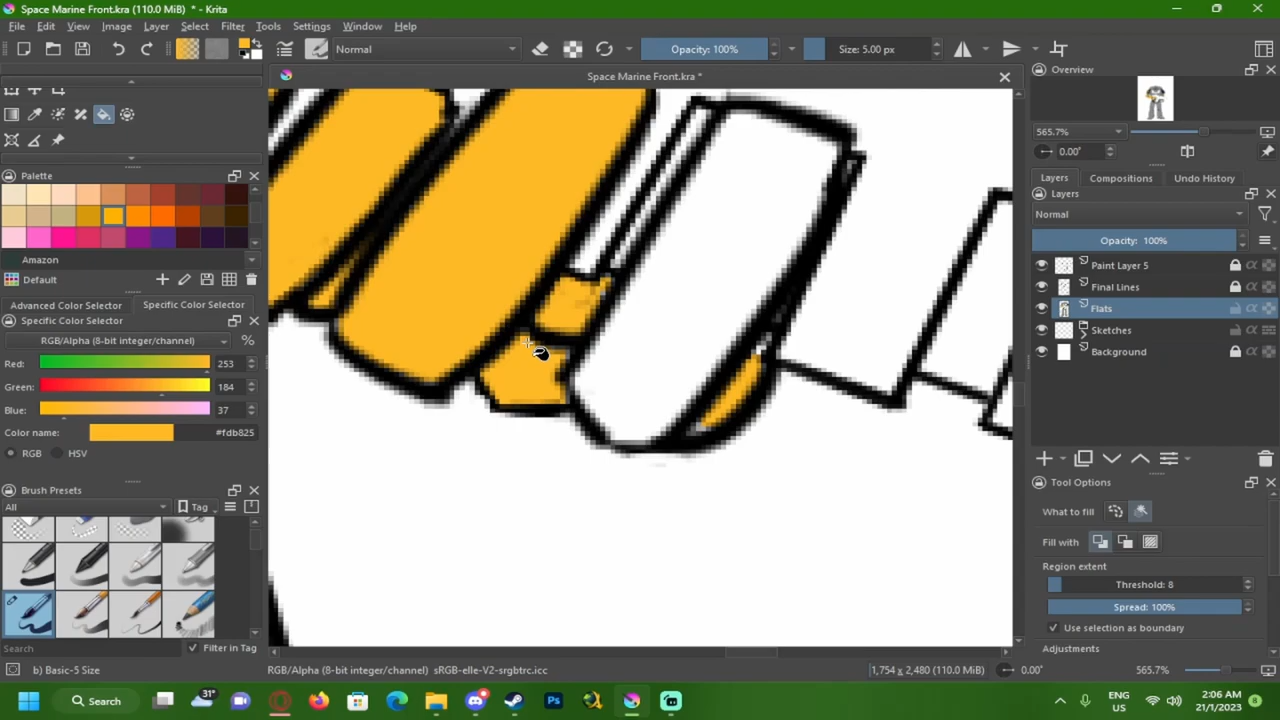 Space Marine Front.kra (110.0 MiB) * - Krita
File Edit View Image Layer Select Filter Tools Settings Window Help
Normal Opacity: 100% Size: 5.00 px
Space Marine Front.kra *
Overview
565.7%
0.00°
Palette
Amazon
Default
Advanced Color Selector Specific Color Selector
Specific Color Selector
RGB/Alpha (8-bit integer/channel) %
Red: 253
Green: 184
Blue: 37
Color name: #fdb825
RGB HSV
Brush Presets
All Tag
Search Filter in Tag
Layers Compositions Undo History
Layers
Normal
Opacity: 100%
Paint Layer 5
Final Lines
Flats
Sketches
Background
Tool Options
What to fill
Fill with
Region extent
Threshold: 8
Spread: 100%
Use selection as boundary
Adjustments
b) Basic-5 Size RGB/Alpha (8-bit integer/channel) sRGB-elle-V2-srgbtrc.icc 1,754 x 2,480 (110.0 MiB) 0.00° 565.7%
Search 31° Ps ENG US 2:06 AM 21/1/2023 8